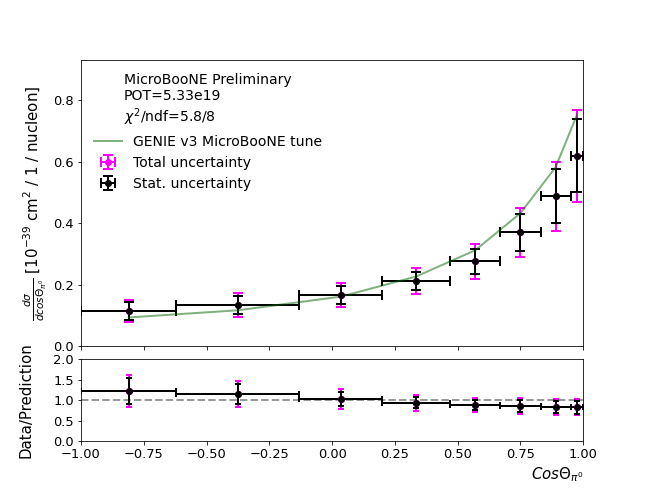 MicroBooNE Preliminary
POT=5.33e19
χ²/ndf=5.8/8
GENIE v3 MicroBooNE tune
Total uncertainty
Stat. uncertainty
dσ/dcosΘπ⁰ [10⁻³⁹ cm² / 1 / nucleon]
0.8
0.6
0.4
0.2
0.0
Data/Prediction
2.0
1.5
1.0
0.5
0.0
−1.00 −0.75 −0.50 −0.25 0.00 0.25 0.50 0.75 1.00
CosΘπ⁰